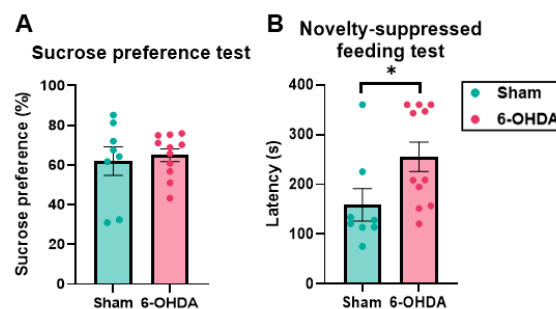 A
Sucrose preference test
Sucrose preference (%)
100
80
60
40
20
0
Sham 6-OHDA
B
Novelty-suppressed
feeding test
*
Latency (s)
400
300
200
100
0
Sham 6-OHDA
Sham
6-OHDA